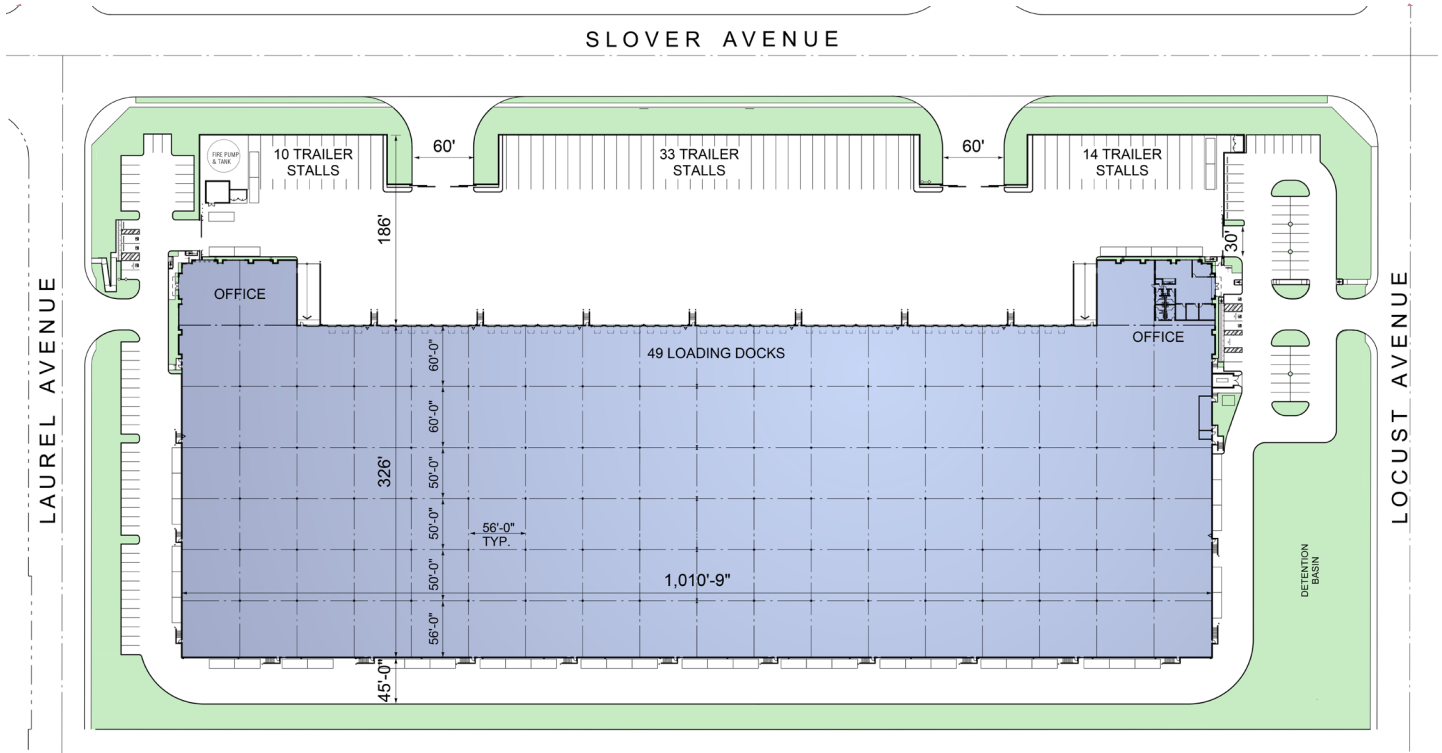 SLOVER AVENUE
60'
60'
FIRE PUMP
& TANK
10 TRAILER
STALLS
33 TRAILER
STALLS
14 TRAILER
STALLS
186'
30'
OFFICE
OFFICE
49 LOADING DOCKS
60'-0"
60'-0"
50'-0"
50'-0"
50'-0"
56'-0"
326'
56'-0"
TYP.
1,010'-9"
45'-0"
LAUREL AVENUE
LOCUST AVENUE
DETENTION
BASIN